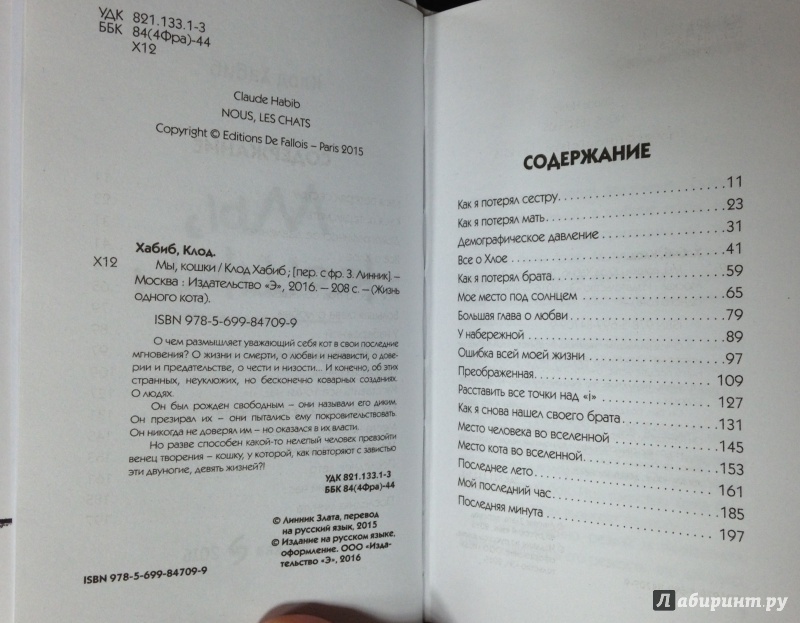 УДК 821.133.1-3
ББК 84(4Фра)-44
Х12
Claude Habib
NOUS, LES CHATS
Copyright © Editions De Fallois – Paris 2015
Хабиб, Клод.
Х12 Мы, кошки / Клод Хабиб ; [пер. с фр. З. Линник]. –
Москва : Издательство «Э», 2016. – 208 с. – (Жизнь
одного кота).
ISBN 978-5-699-84709-9
О чем размышляет уважающий себя кот в свои последние
мгновения? О жизни и смерти, о любви и ненависти, о дове-
рии и предательстве, о чести и низости... И конечно, об этих
странных, неуклюжих, но бесконечно коварных созданиях.
О людях.
Он был рожден свободным – они называли его диким.
Он презирал их – они пытались ему покровительствовать.
Он никогда не доверял им – но оказался в их власти.
Но разве способен какой-то нелепый человек превзойти
венец творения – кошку, у которой, как повторяют с завистью
эти двуногие, девять жизней?!
УДК 821.133.1-3
ББК 84(4Фра)-44
© Линник Злата, перевод
на русский язык, 2015
© Издание на русском языке,
оформление. ООО «Изда-
тельство «Э», 2016
ISBN 978-5-699-84709-9
СОДЕРЖАНИЕ
Как я потерял сестру 11
Как я потерял мать 23
Демографическое давление 31
Все о Хлое 41
Как я потерял брата 59
Мое место под солнцем 65
Большая глава о любви 79
У набережной 89
Ошибка всей моей жизни 97
Преображенная 109
Расставить все точки над «i» 127
Как я снова нашел своего брата 131
Место человека во вселенной 145
Место кота во вселенной 153
Последнее лето 161
Мой последний час 185
Последняя минута 197
Лабиринт.ру